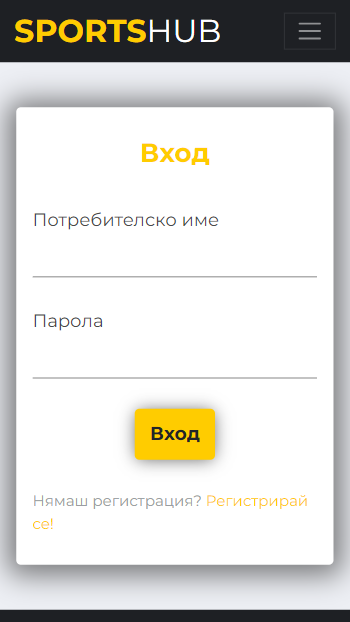 SPORTSHUB
Вход
Потребителско име
Парола
Вход
Нямаш регистрация? Регистрирай
се!